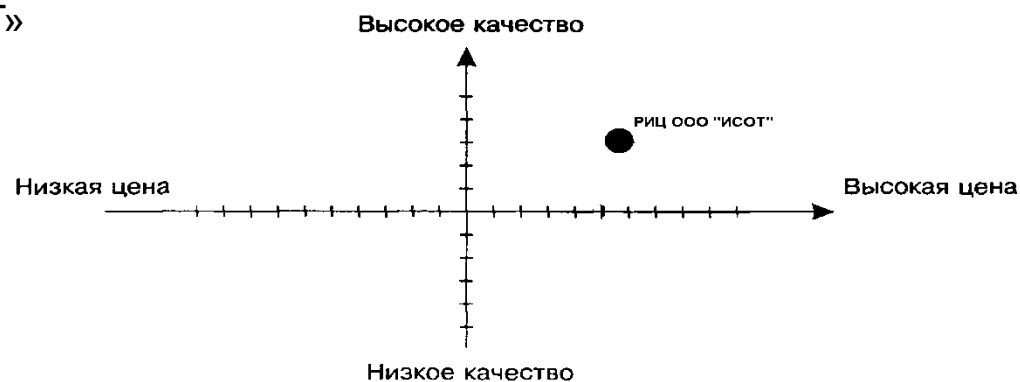 Т»
Высокое качество
РИЦ ООО "ИСОТ"
Низкая цена
Высокая цена
Низкое качество